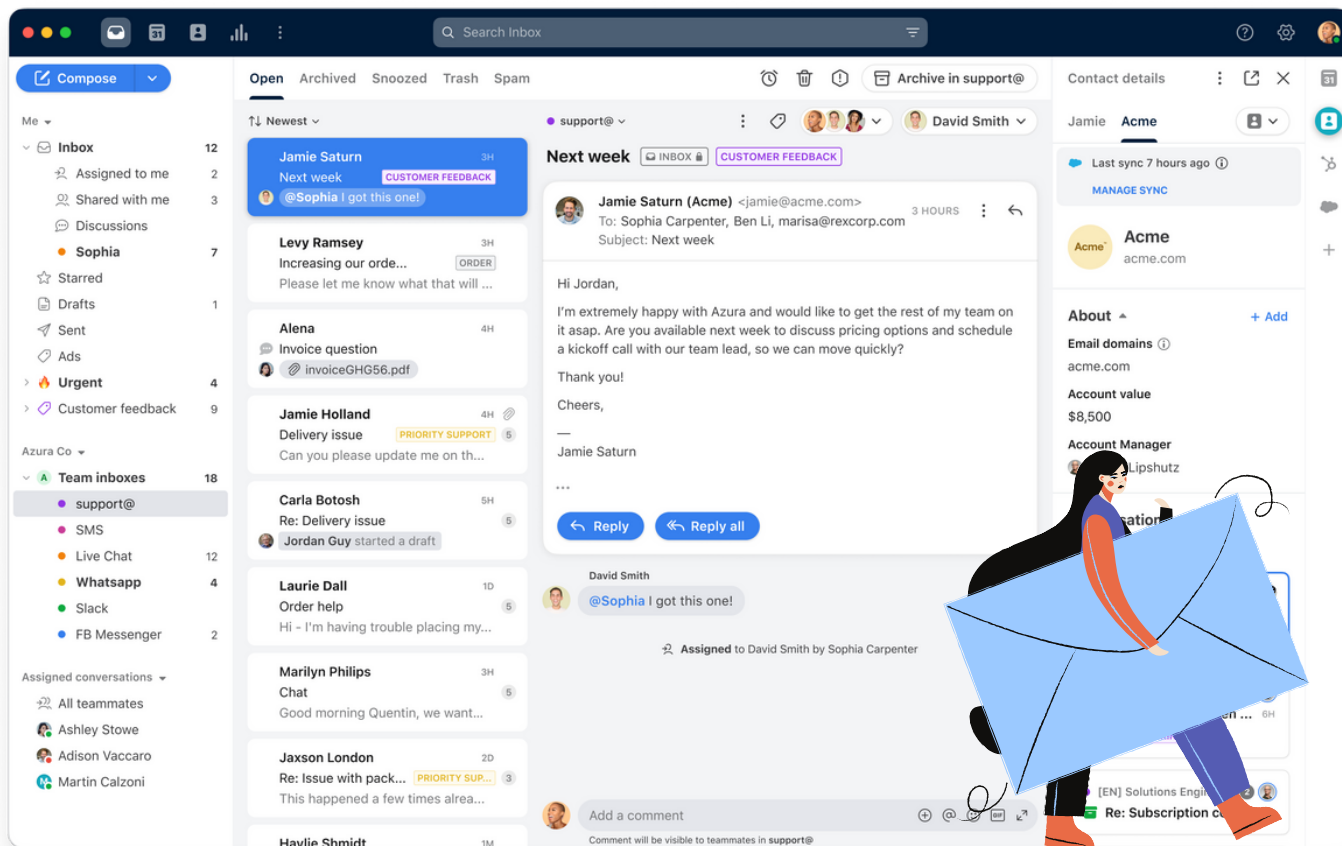 Search Inbox
31
Compose
Me
Inbox 12
Assigned to me 2
Shared with me 3
Discussions
Sophia 7
Starred
Drafts 1
Sent
Ads
Urgent 4
Customer feedback 9
Azura Co
A Team inboxes 18
support@
SMS
Live Chat 12
Whatsapp 4
Slack
FB Messenger 2
Assigned conversations
All teammates
Ashley Stowe
Adison Vaccaro
Martin Calzoni
Open Archived Snoozed Trash Spam
Archive in support@
Newest
Jamie Saturn 3H
Next week CUSTOMER FEEDBACK
@Sophia I got this one!
Levy Ramsey 3H
Increasing our orde... ORDER
Please let me know what that will ...
Alena 4H
Invoice question
invoiceGHG56.pdf
Jamie Holland 4H
Delivery issue PRIORITY SUPPORT 5
Can you please update me on th...
Carla Botosh 5H
Re: Delivery issue 5
Jordan Guy started a draft
Laurie Dall 1D
Order help 5
Hi - I'm having trouble placing my...
Marilyn Philips 3H
Chat 5
Good morning Quentin, we want...
Jaxson London 2D
Re: Issue with pack... PRIORITY SUP... 3
This happened a few times alrea...
Haylie Shmidt 1M
support@ David Smith
Next week INBOX CUSTOMER FEEDBACK
Jamie Saturn (Acme) <jamie@acme.com> 3 HOURS
To: Sophia Carpenter, Ben Li, marisa@rexcorp.com
Subject: Next week
Hi Jordan,
I'm extremely happy with Azura and would like to get the rest of my team on
it asap. Are you available next week to discuss pricing options and schedule
a kickoff call with our team lead, so we can move quickly?
Thank you!
Cheers,
—
Jamie Saturn
...
Reply Reply all
David Smith
@Sophia I got this one!
Assigned to David Smith by Sophia Carpenter
Add a comment GIF
Comment will be visible to teammates in support@
Contact details
31
Jamie Acme
Last sync 7 hours ago
MANAGE SYNC
Acme Acme
acme.com
About + Add
Email domains
acme.com
Account value
$8,500
Account Manager
Lipshutz
6H
[EN] Solutions 2
Re: Subscription